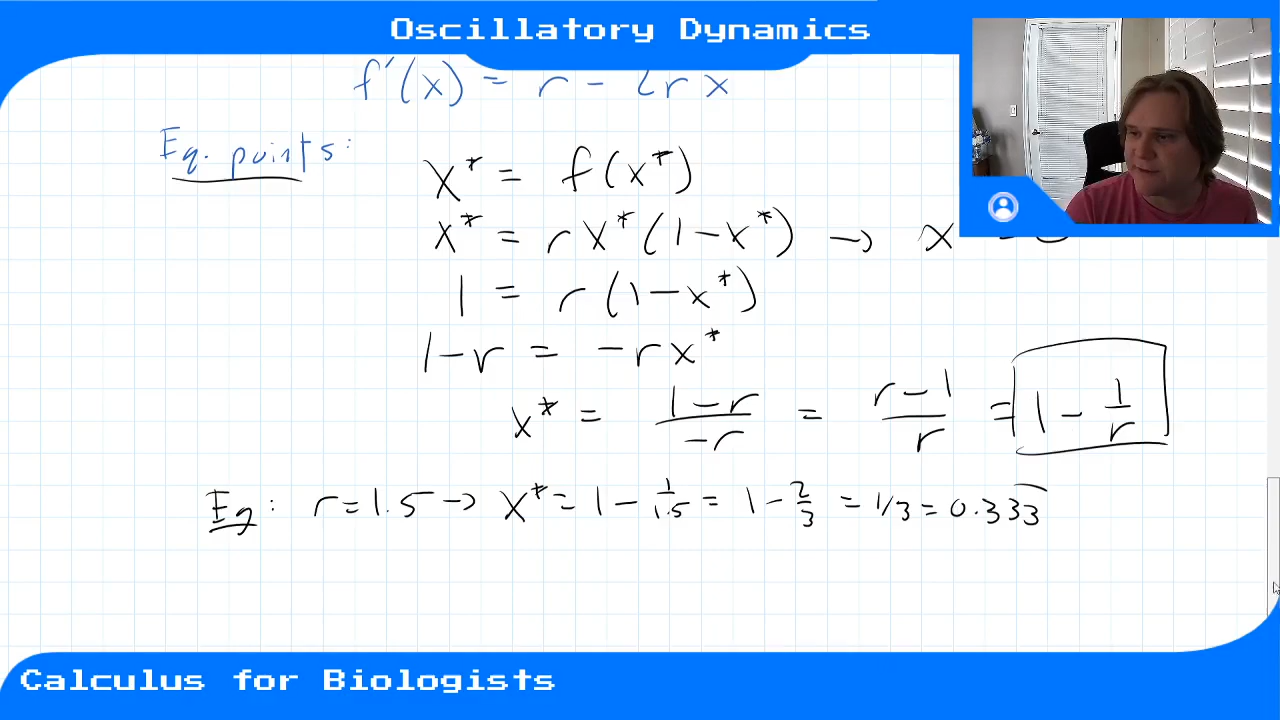 Oscillatory Dynamics
f'(x) = r - 2rx
Eq. points:
x* = f(x*)
x* = rx*(1-x*) → x
1 = r(1-x*)
1-r = -rx*
x* = (1-r)/(-r) = (r-1)/r = 1 - 1/r
Eg: r=1.5 → x* = 1 - 1/1.5 = 1 - 2/3 = 1/3 = 0.333
Calculus for Biologists